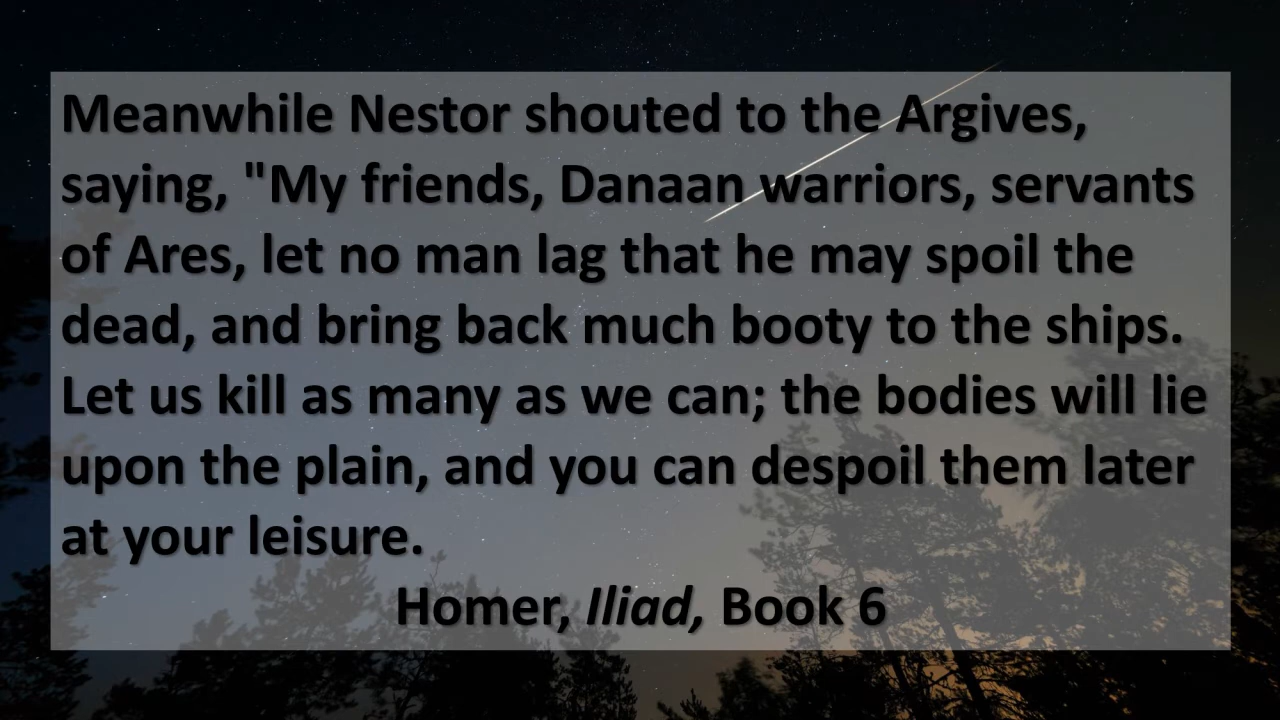 Meanwhile Nestor shouted to the Argives,
saying, "My friends, Danaan warriors, servants
of Ares, let no man lag that he may spoil the
dead, and bring back much booty to the ships.
Let us kill as many as we can; the bodies will lie
upon the plain, and you can despoil them later
at your leisure.
Homer, Iliad, Book 6